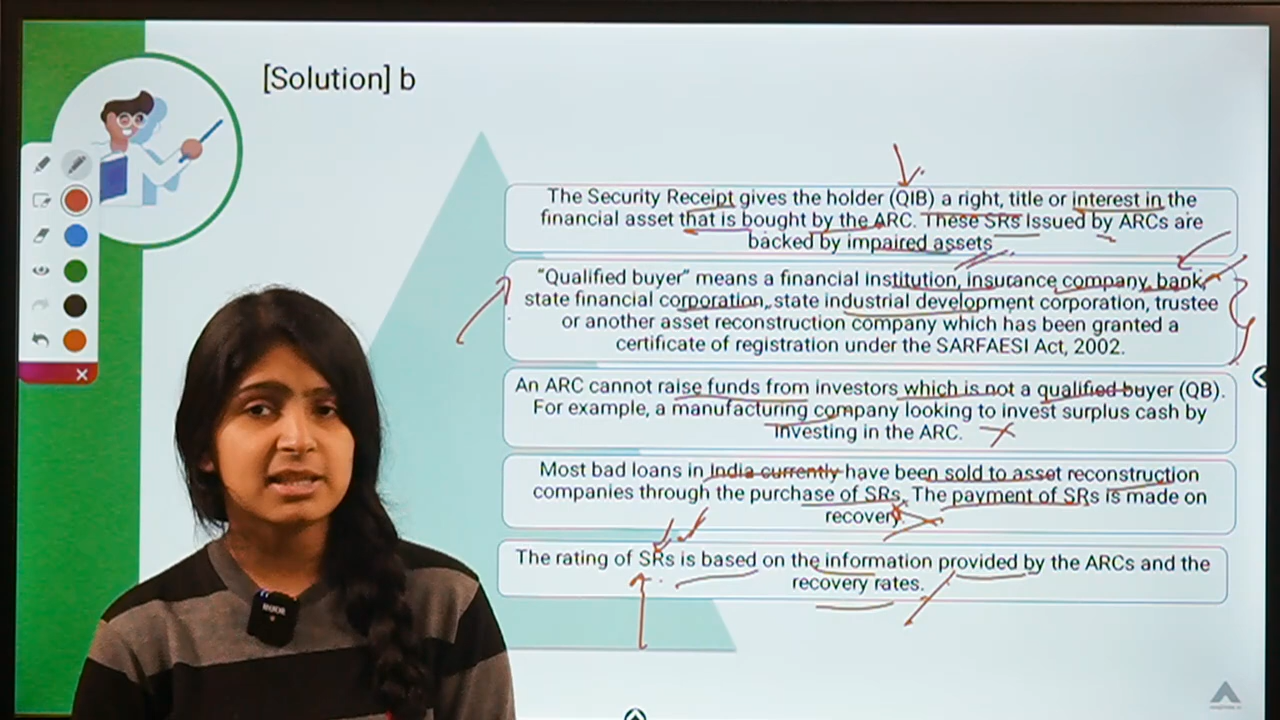 [Solution] b
The Security Receipt gives the holder (QIB) a right, title or interest in the
financial asset that is bought by the ARC. These SRs Issued by ARCs are
backed by impaired assets
“Qualified buyer” means a financial institution, insurance company, bank,
state financial corporation, state industrial development corporation, trustee
or another asset reconstruction company which has been granted a
certificate of registration under the SARFAESI Act, 2002.
An ARC cannot raise funds from investors which is not a qualified buyer (QB).
For example, a manufacturing company looking to invest surplus cash by
investing in the ARC.
Most bad loans in India currently have been sold to asset reconstruction
companies through the purchase of SRs. The payment of SRs is made on
recovery.
The rating of SRs is based on the information provided by the ARCs and the
recovery rates.